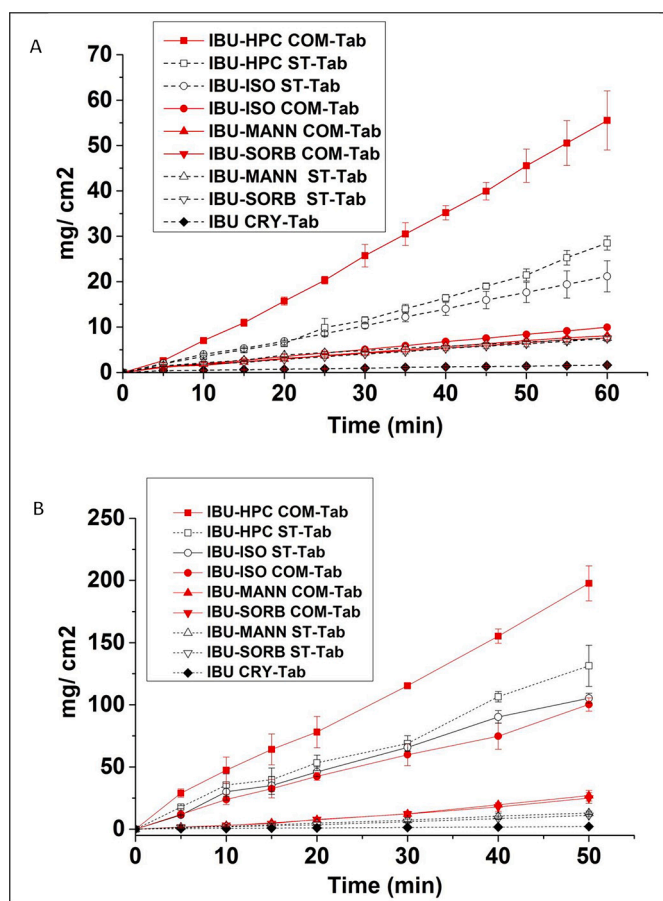 A
70
60
50
40
30
20
10
0
mg/ cm2
IBU-HPC COM-Tab
IBU-HPC ST-Tab
IBU-ISO ST-Tab
IBU-ISO COM-Tab
IBU-MANN COM-Tab
IBU-SORB COM-Tab
IBU-MANN ST-Tab
IBU-SORB ST-Tab
IBU CRY-Tab
0 10 20 30 40 50 60
Time (min)
B
250
200
150
100
50
0
mg/ cm2
IBU-HPC COM-Tab
IBU-HPC ST-Tab
IBU-ISO ST-Tab
IBU-ISO COM-Tab
IBU-MANN COM-Tab
IBU-SORB COM-Tab
IBU-MANN ST-Tab
IBU-SORB ST-Tab
IBU CRY-Tab
0 10 20 30 40 50
Time (min)